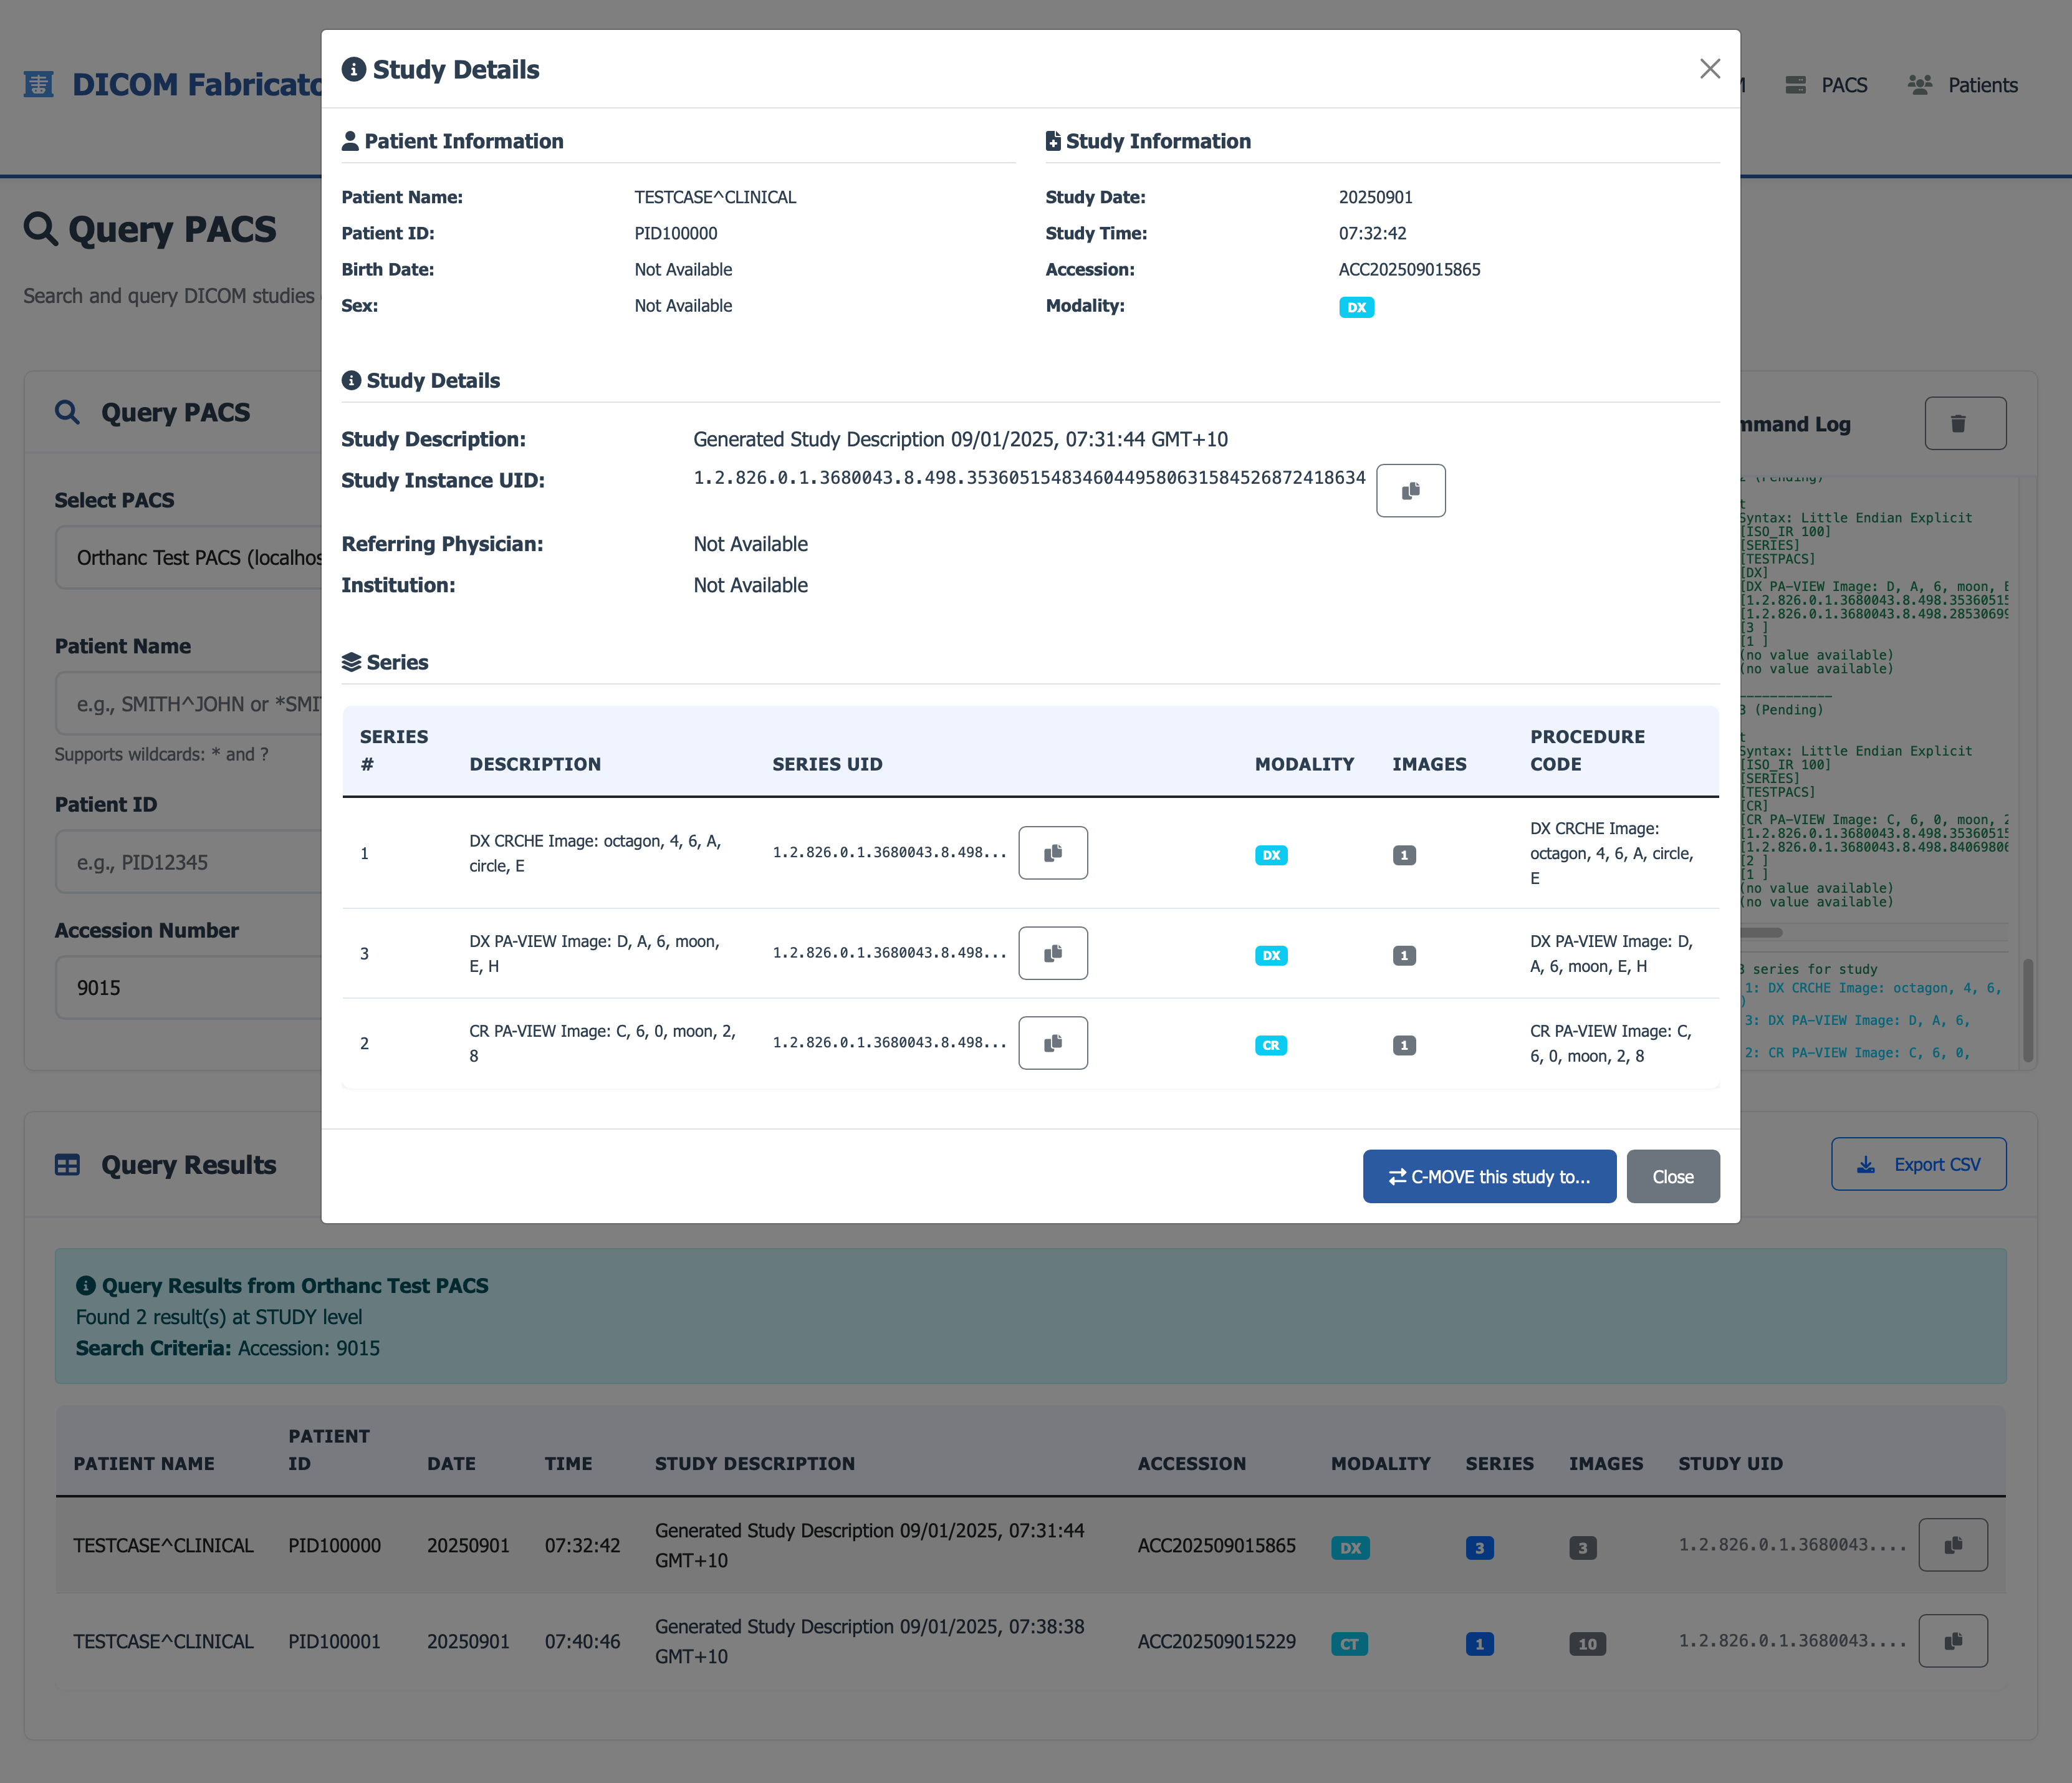 DICOM Fabricato
PACS
Patients
Query PACS
Search and query DICOM studies
Query PACS
Select PACS
Orthanc Test PACS (localhos
Patient Name
e.g., SMITH^JOHN or *SMI
Supports wildcards: * and ?
Patient ID
e.g., PID12345
Accession Number
9015
Study Details
Patient Information
Patient Name: TESTCASE^CLINICAL
Patient ID: PID100000
Birth Date: Not Available
Sex: Not Available
Study Information
Study Date: 20250901
Study Time: 07:32:42
Accession: ACC202509015865
Modality: DX
Study Details
Study Description: Generated Study Description 09/01/2025, 07:31:44 GMT+10
Study Instance UID: 1.2.826.0.1.3680043.8.498.35360515483460449580631584526872418634
Referring Physician: Not Available
Institution: Not Available
Series
SERIES # DESCRIPTION SERIES UID MODALITY IMAGES PROCEDURE CODE
1 DX CRCHE Image: octagon, 4, 6, A, circle, E 1.2.826.0.1.3680043.8.498... DX 1 DX CRCHE Image: octagon, 4, 6, A, circle, E
3 DX PA-VIEW Image: D, A, 6, moon, E, H 1.2.826.0.1.3680043.8.498... DX 1 DX PA-VIEW Image: D, A, 6, moon, E, H
2 CR PA-VIEW Image: C, 6, 0, moon, 2, 8 1.2.826.0.1.3680043.8.498... CR 1 CR PA-VIEW Image: C, 6, 0, moon, 2, 8
C-MOVE this study to...
Close
mmand Log
(Pending)
t
Syntax: Little Endian Explicit
[ISO_IR 100]
[SERIES]
[TESTPACS]
[DX]
[DX PA-VIEW Image: D, A, 6, moon, E
[1.2.826.0.1.3680043.8.498.35360515
[1.2.826.0.1.3680043.8.498.28530699
[3 ]
[1 ]
(no value available)
(no value available)
3 (Pending)
t
Syntax: Little Endian Explicit
[ISO_IR 100]
[SERIES]
[TESTPACS]
[CR]
[CR PA-VIEW Image: C, 6, 0, moon, 2
[1.2.826.0.1.3680043.8.498.35360515
[1.2.826.0.1.3680043.8.498.84069806
[2 ]
[1 ]
(no value available)
(no value available)
3 series for study
1: DX CRCHE Image: octagon, 4, 6,
)
3: DX PA-VIEW Image: D, A, 6,
2: CR PA-VIEW Image: C, 6, 0,
Query Results
Export CSV
Query Results from Orthanc Test PACS
Found 2 result(s) at STUDY level
Search Criteria: Accession: 9015
PATIENT NAME PATIENT ID DATE TIME STUDY DESCRIPTION ACCESSION MODALITY SERIES IMAGES STUDY UID
TESTCASE^CLINICAL PID100000 20250901 07:32:42 Generated Study Description 09/01/2025, 07:31:44 GMT+10 ACC202509015865 DX 3 3 1.2.826.0.1.3680043....
TESTCASE^CLINICAL PID100001 20250901 07:40:46 Generated Study Description 09/01/2025, 07:38:38 GMT+10 ACC202509015229 CT 1 10 1.2.826.0.1.3680043....